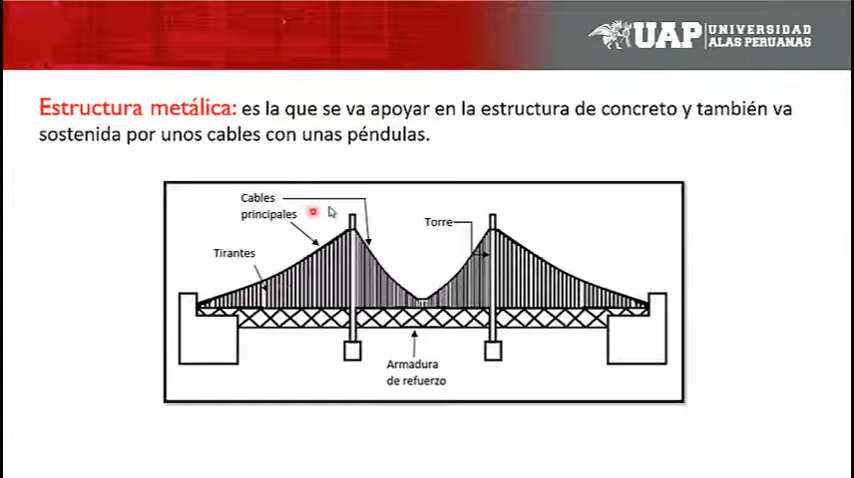 UAP UNIVERSIDAD
ALAS PERUANAS
Estructura metálica: es la que se va apoyar en la estructura de concreto y también va
sostenida por unos cables con unas péndulas.
Cables
principales
Torre
Tirantes
Armadura
de refuerzo